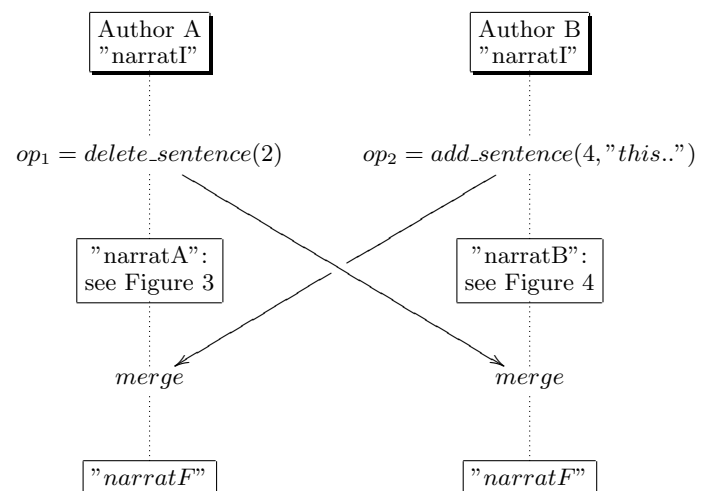 Author A
"narratI"
Author B
"narratI"
op1 = delete_sentence(2)
op2 = add_sentence(4, "this..")
"narratA":
see Figure 3
"narratB":
see Figure 4
merge
merge
"narratF"
"narratF"